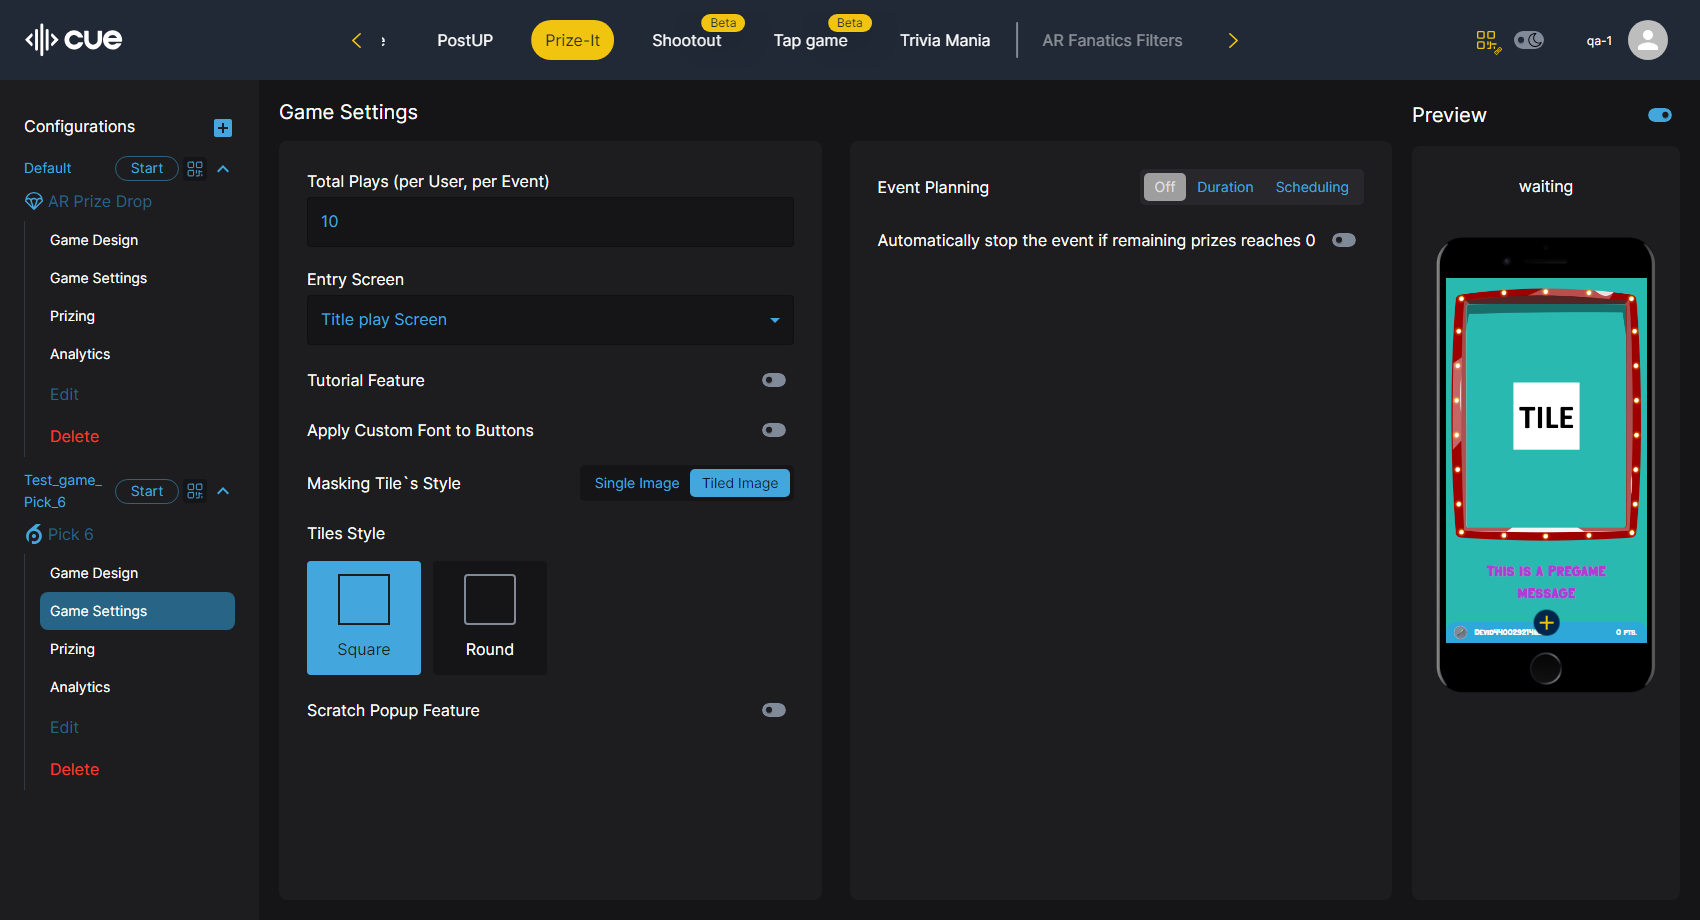 cue
PostUP
Prize-It
Shootout
Beta
Tap game
Beta
Trivia Mania
AR Fanatics Filters
qa-1
Configurations
Default
Start
AR Prize Drop
Game Design
Game Settings
Prizing
Analytics
Edit
Delete
Test_game_
Pick_6
Start
Pick 6
Game Design
Game Settings
Prizing
Analytics
Edit
Delete
Game Settings
Total Plays (per User, per Event)
10
Entry Screen
Title play Screen
Tutorial Feature
Apply Custom Font to Buttons
Masking Tile`s Style
Single Image
Tiled Image
Tiles Style
Square
Round
Scratch Popup Feature
Event Planning
Off
Duration
Scheduling
Automatically stop the event if remaining prizes reaches 0
Preview
waiting
TILE
THIS IS A PREGAME
MESSAGE
0 PTS.